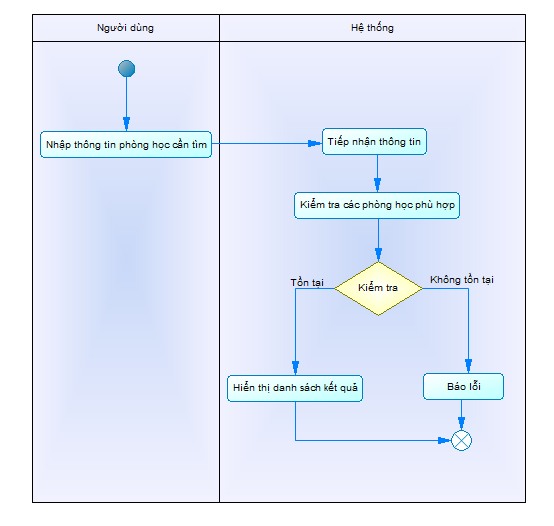 Người dùng
Hệ thống
Nhập thông tin phòng học cần tìm
Tiếp nhận thông tin
Kiểm tra các phòng học phù hợp
Tồn tại
Kiểm tra
Không tồn tại
Hiển thị danh sách kết quả
Báo lỗi